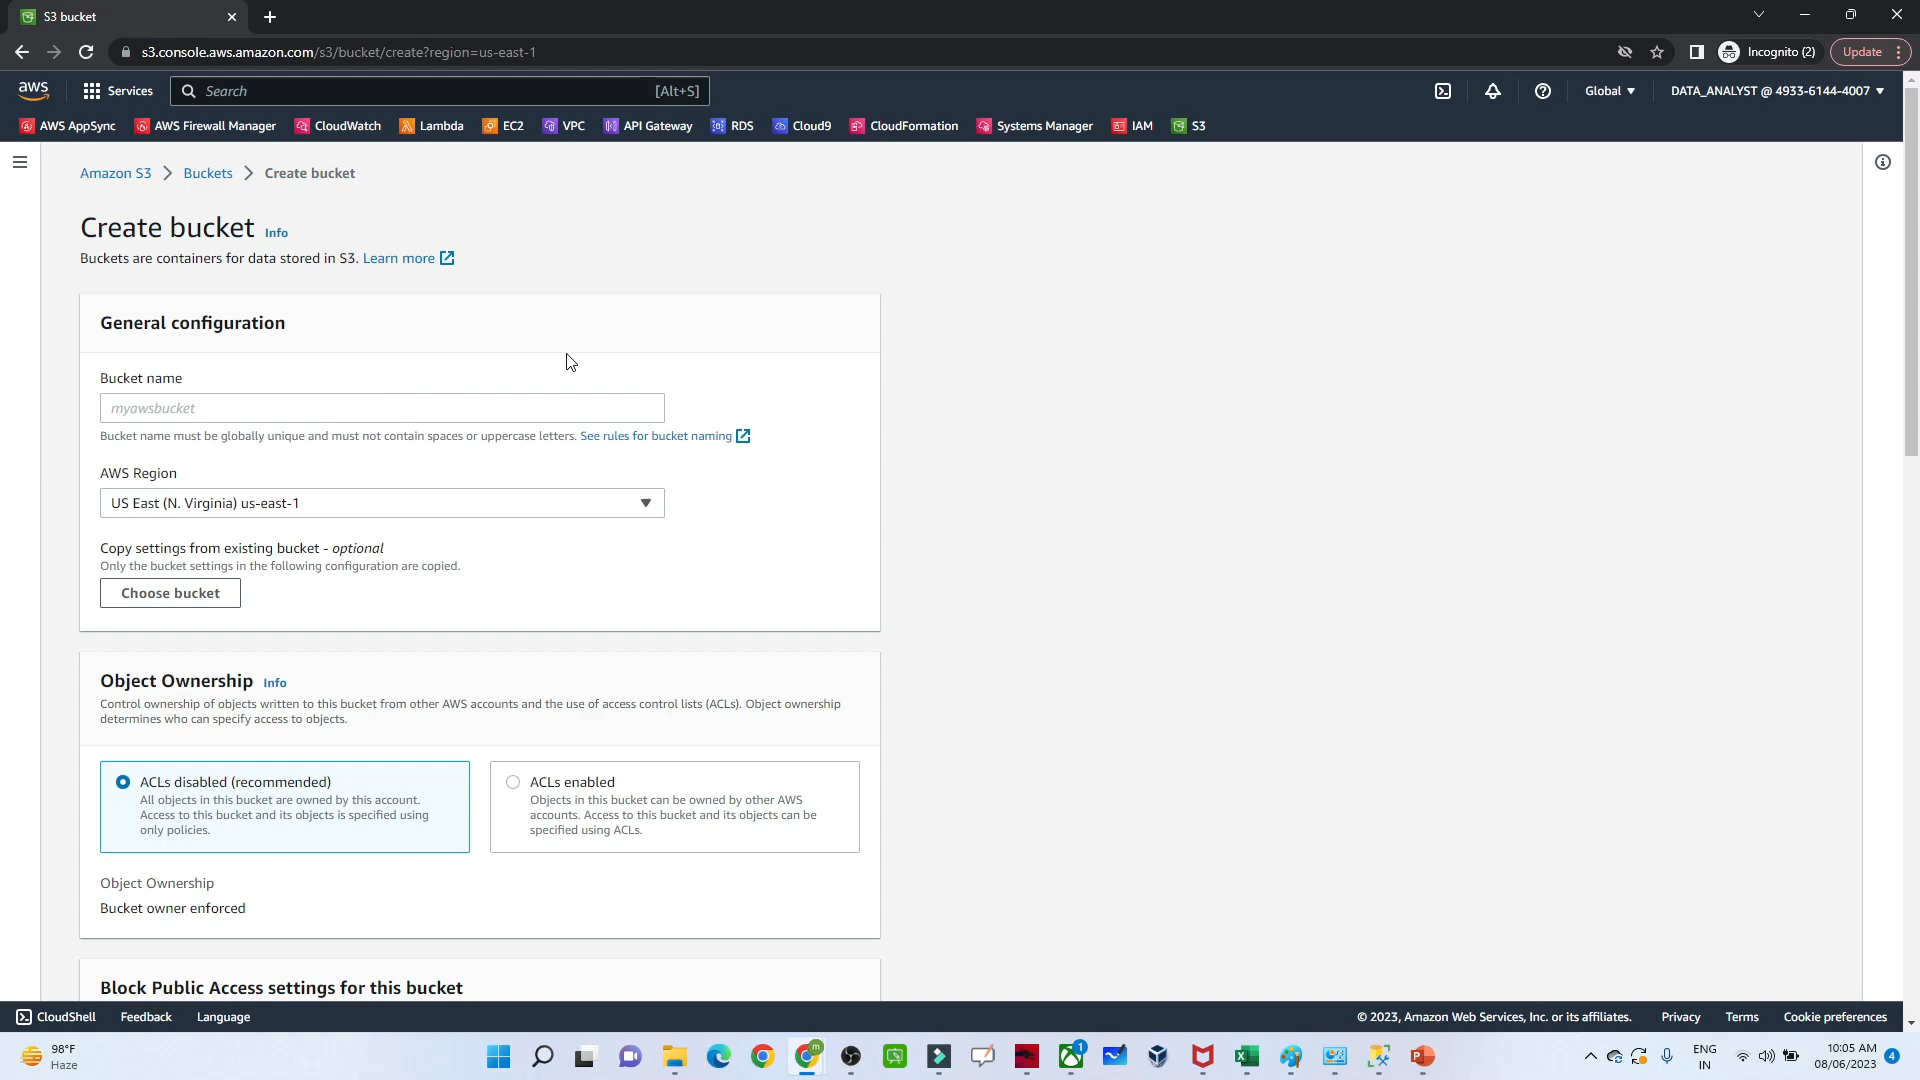 S3 bucket
s3.console.aws.amazon.com/s3/bucket/create?region=us-east-1
Incognito (2)
Update
aws
Services
Search
[Alt+S]
Global
DATA_ANALYST @ 4933-6144-4007
AWS AppSync
AWS Firewall Manager
CloudWatch
Lambda
EC2
VPC
API Gateway
RDS
Cloud9
CloudFormation
Systems Manager
IAM
S3
Amazon S3 > Buckets > Create bucket
Create bucket Info
Buckets are containers for data stored in S3. Learn more
General configuration
Bucket name
myawsbucket
Bucket name must be globally unique and must not contain spaces or uppercase letters. See rules for bucket naming
AWS Region
US East (N. Virginia) us-east-1
Copy settings from existing bucket - optional
Only the bucket settings in the following configuration are copied.
Choose bucket
Object Ownership Info
Control ownership of objects written to this bucket from other AWS accounts and the use of access control lists (ACLs). Object ownership
determines who can specify access to objects.
ACLs disabled (recommended)
All objects in this bucket are owned by this account.
Access to this bucket and its objects is specified using
only policies.
ACLs enabled
Objects in this bucket can be owned by other AWS
accounts. Access to this bucket and its objects can be
specified using ACLs.
Object Ownership
Bucket owner enforced
Block Public Access settings for this bucket
CloudShell
Feedback
Language
© 2023, Amazon Web Services, Inc. or its affiliates.
Privacy
Terms
Cookie preferences
98°F
Haze
m
1
ENG
IN
10:05 AM
08/06/2023
4